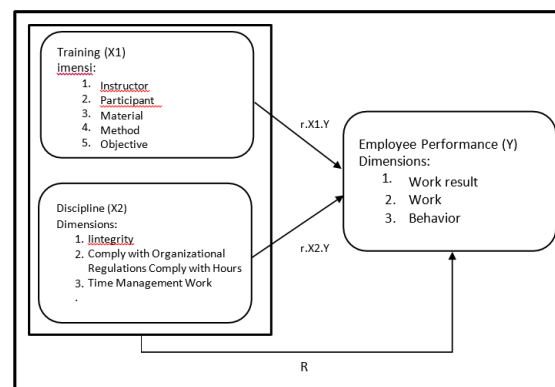 Training (X1)
imensi:
1. Instructor
2. Participant
3. Material
4. Method
5. Objective
r.X1.Y
Employee Performance (Y)
Dimensions:
1. Work result
2. Work
3. Behavior
Discipline (X2)
Dimensions:
1. Iintegrity
2. Comply with Organizational
Regulations Comply with Hours
3. Time Management Work
.
r.X2.Y
R